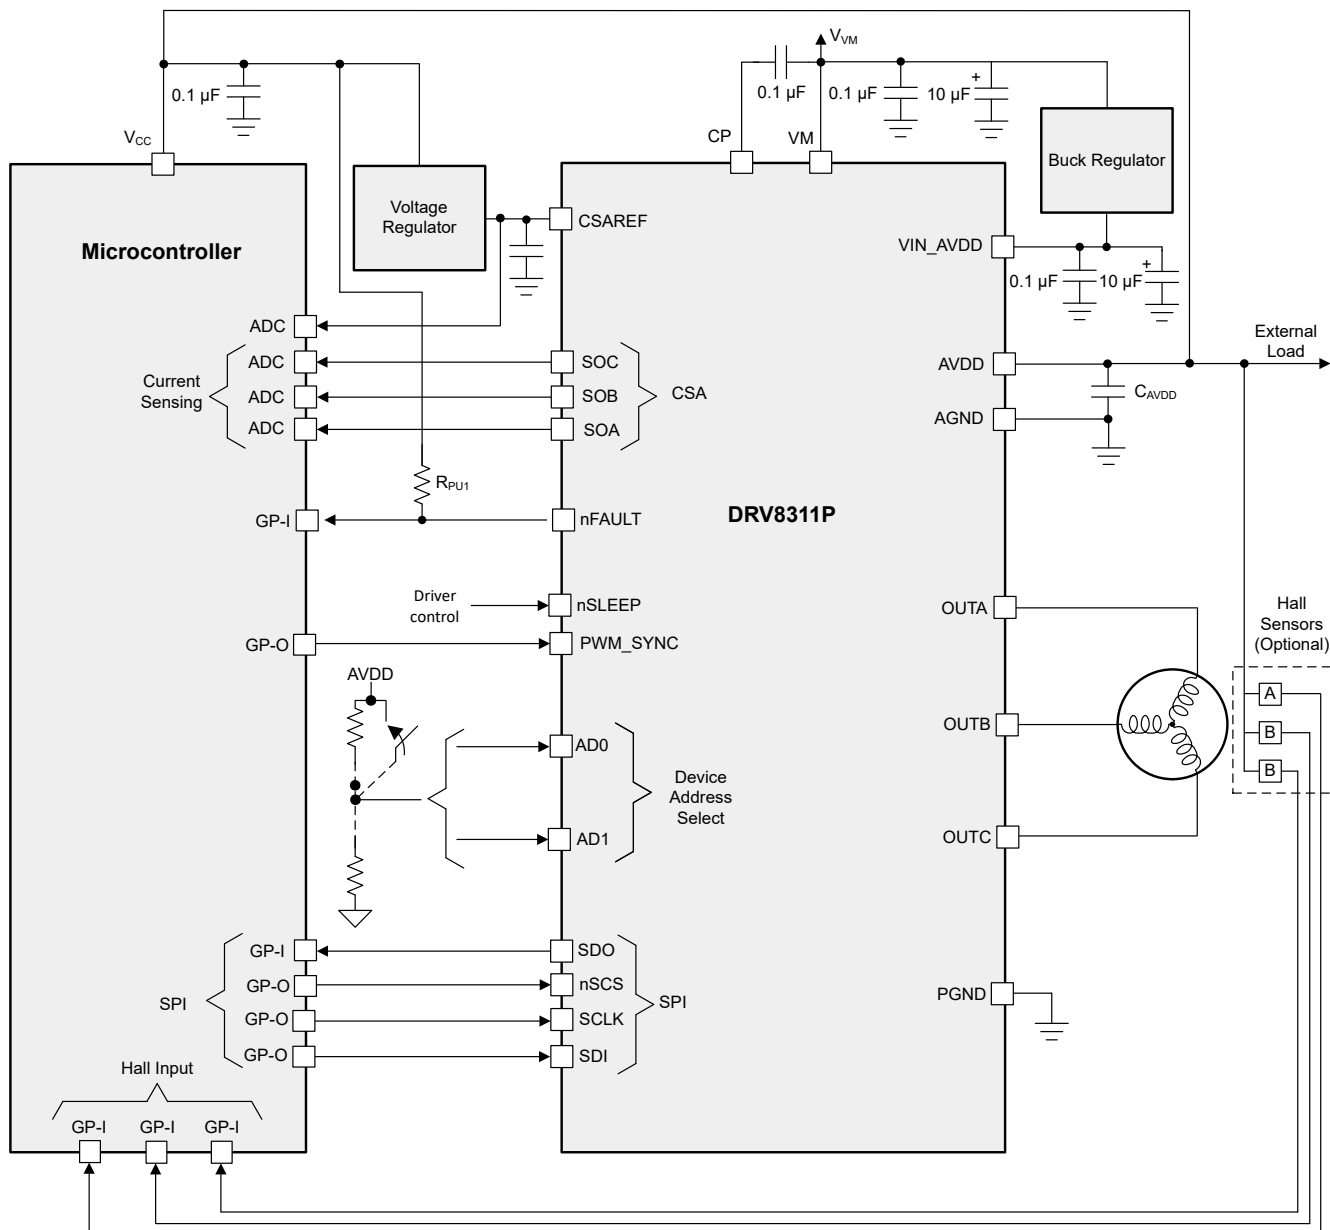 V_VM
0.1 µF
0.1 µF
0.1 µF
10 µF
+
V_CC
CP
VM
Buck Regulator
Voltage
Regulator
CSAREF
Microcontroller
VIN_AVDD
0.1 µF
10 µF
+
ADC
External
Load
ADC
SOC
AVDD
Current
Sensing
ADC
SOB
CSA
C_AVDD
ADC
SOA
AGND
R_PU1
GP-I
nFAULT
DRV8311P
Driver
control
nSLEEP
OUTA
Hall
Sensors
(Optional)
GP-O
PWM_SYNC
AVDD
A
OUTB
B
AD0
B
Device
Address
Select
AD1
OUTC
GP-I
SDO
GP-O
nSCS
PGND
SPI
SPI
GP-O
SCLK
GP-O
SDI
Hall Input
GP-I
GP-I
GP-I